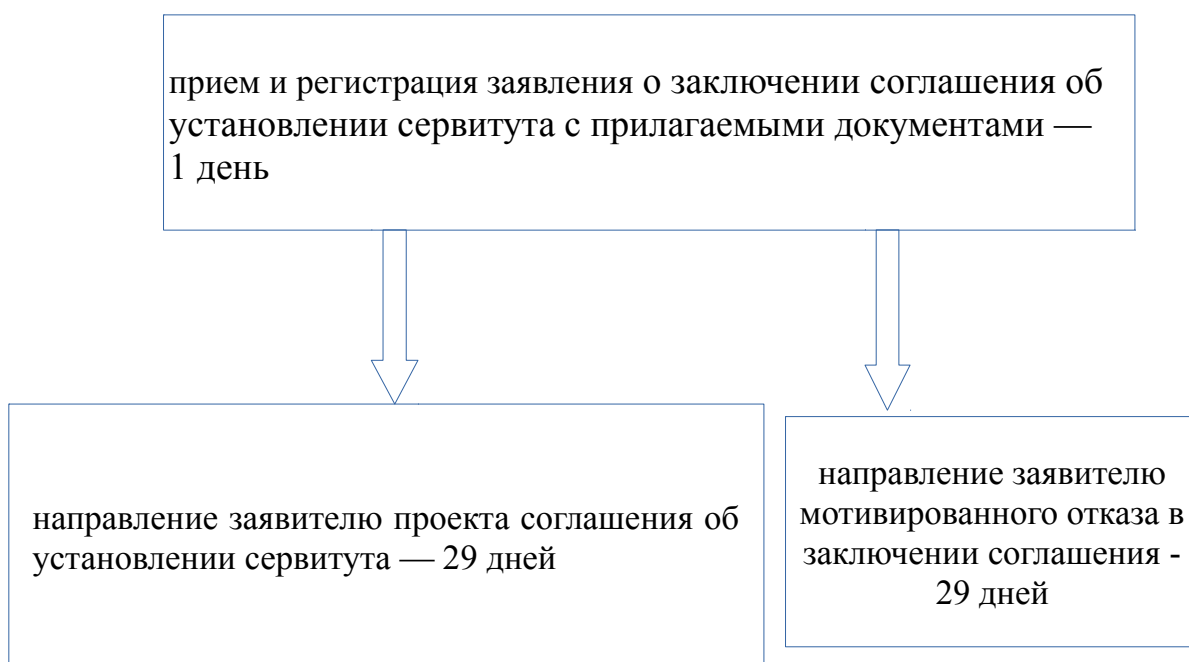 прием и регистрация заявления о заключении соглашения об
установлении сервитута с прилагаемыми документами —
1 день
направление заявителю проекта соглашения об
установлении сервитута — 29 дней
направление заявителю
мотивированного отказа в
заключении соглашения -
29 дней